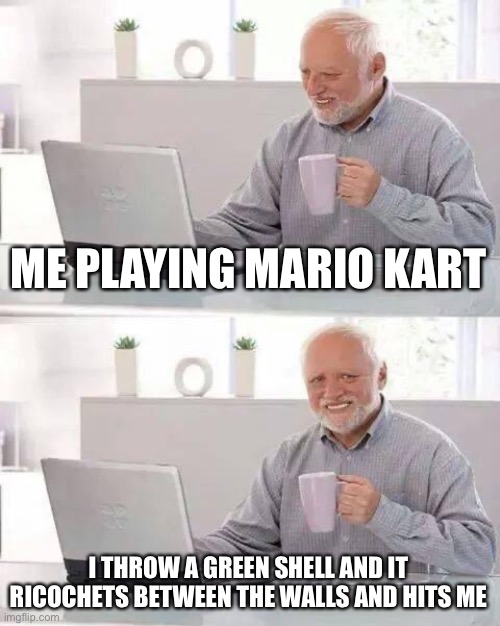 ME PLAYING MARIO KART
I THROW A GREEN SHELL AND IT
RICOCHETS BETWEEN THE WALLS AND HITS ME
imgflip.com